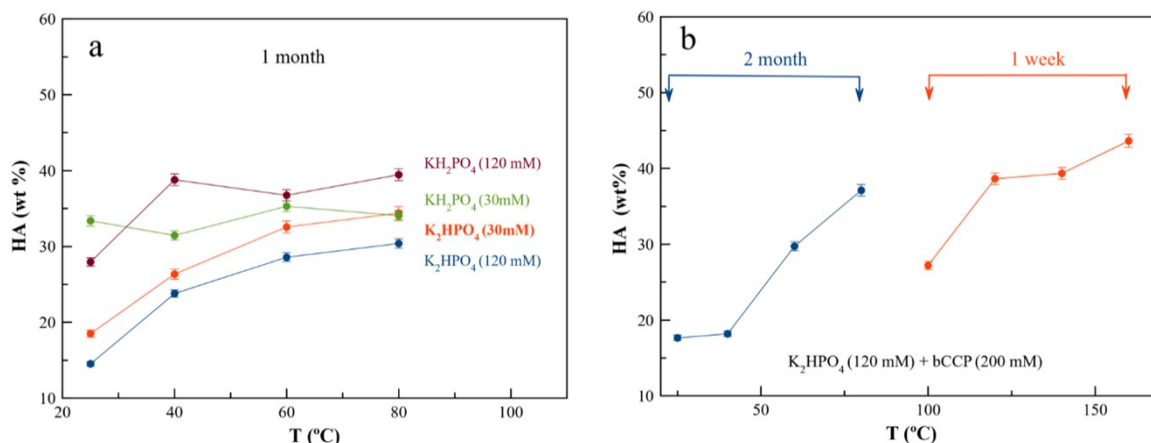 a
1 month
60
50
40
30
20
10
HA (wt %)
KH₂PO₄ (120 mM)
KH₂PO₄ (30mM)
K₂HPO₄ (30mM)
K₂HPO₄ (120 mM)
20 40 60 80 100
T (ºC)
b
2 month
1 week
60
50
40
30
20
10
HA (wt%)
K₂HPO₄ (120 mM) + bCCP (200 mM)
50 100 150
T (ºC)